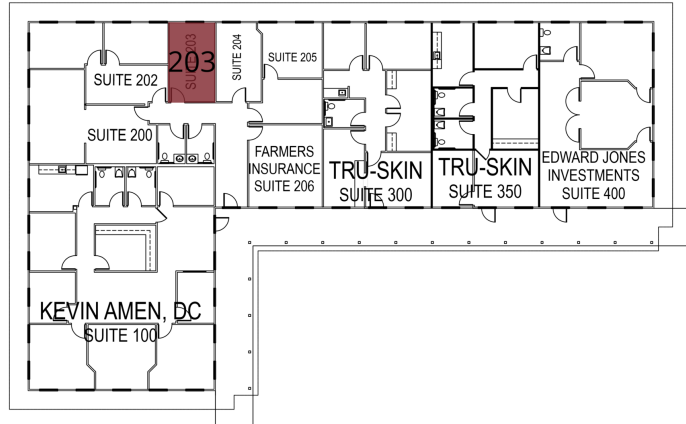 SUITE 203
203
SUITE 204
SUITE 205
SUITE 202
SUITE 200
FARMERS
INSURANCE
SUITE 206
TRU-SKIN
SUITE 300
TRU-SKIN
SUITE 350
EDWARD JONES
INVESTMENTS
SUITE 400
KEVIN AMEN, DC
SUITE 100